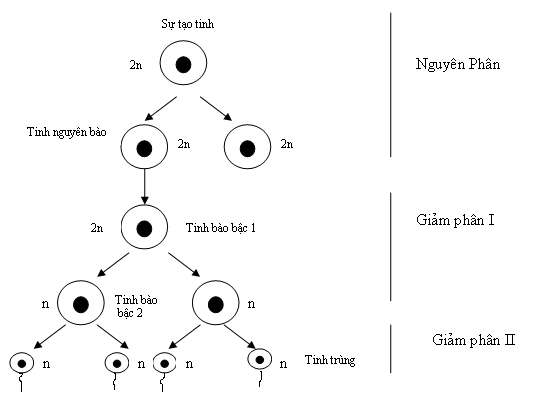 Sự tạo tinh
2n
Nguyên Phân
Tinh nguyên bào
2n
2n
Giảm phân I
2n
Tinh bào bậc 1
n
Tinh bào
bậc 2
n
Giảm phân II
n
n
n
n
Tinh trùng